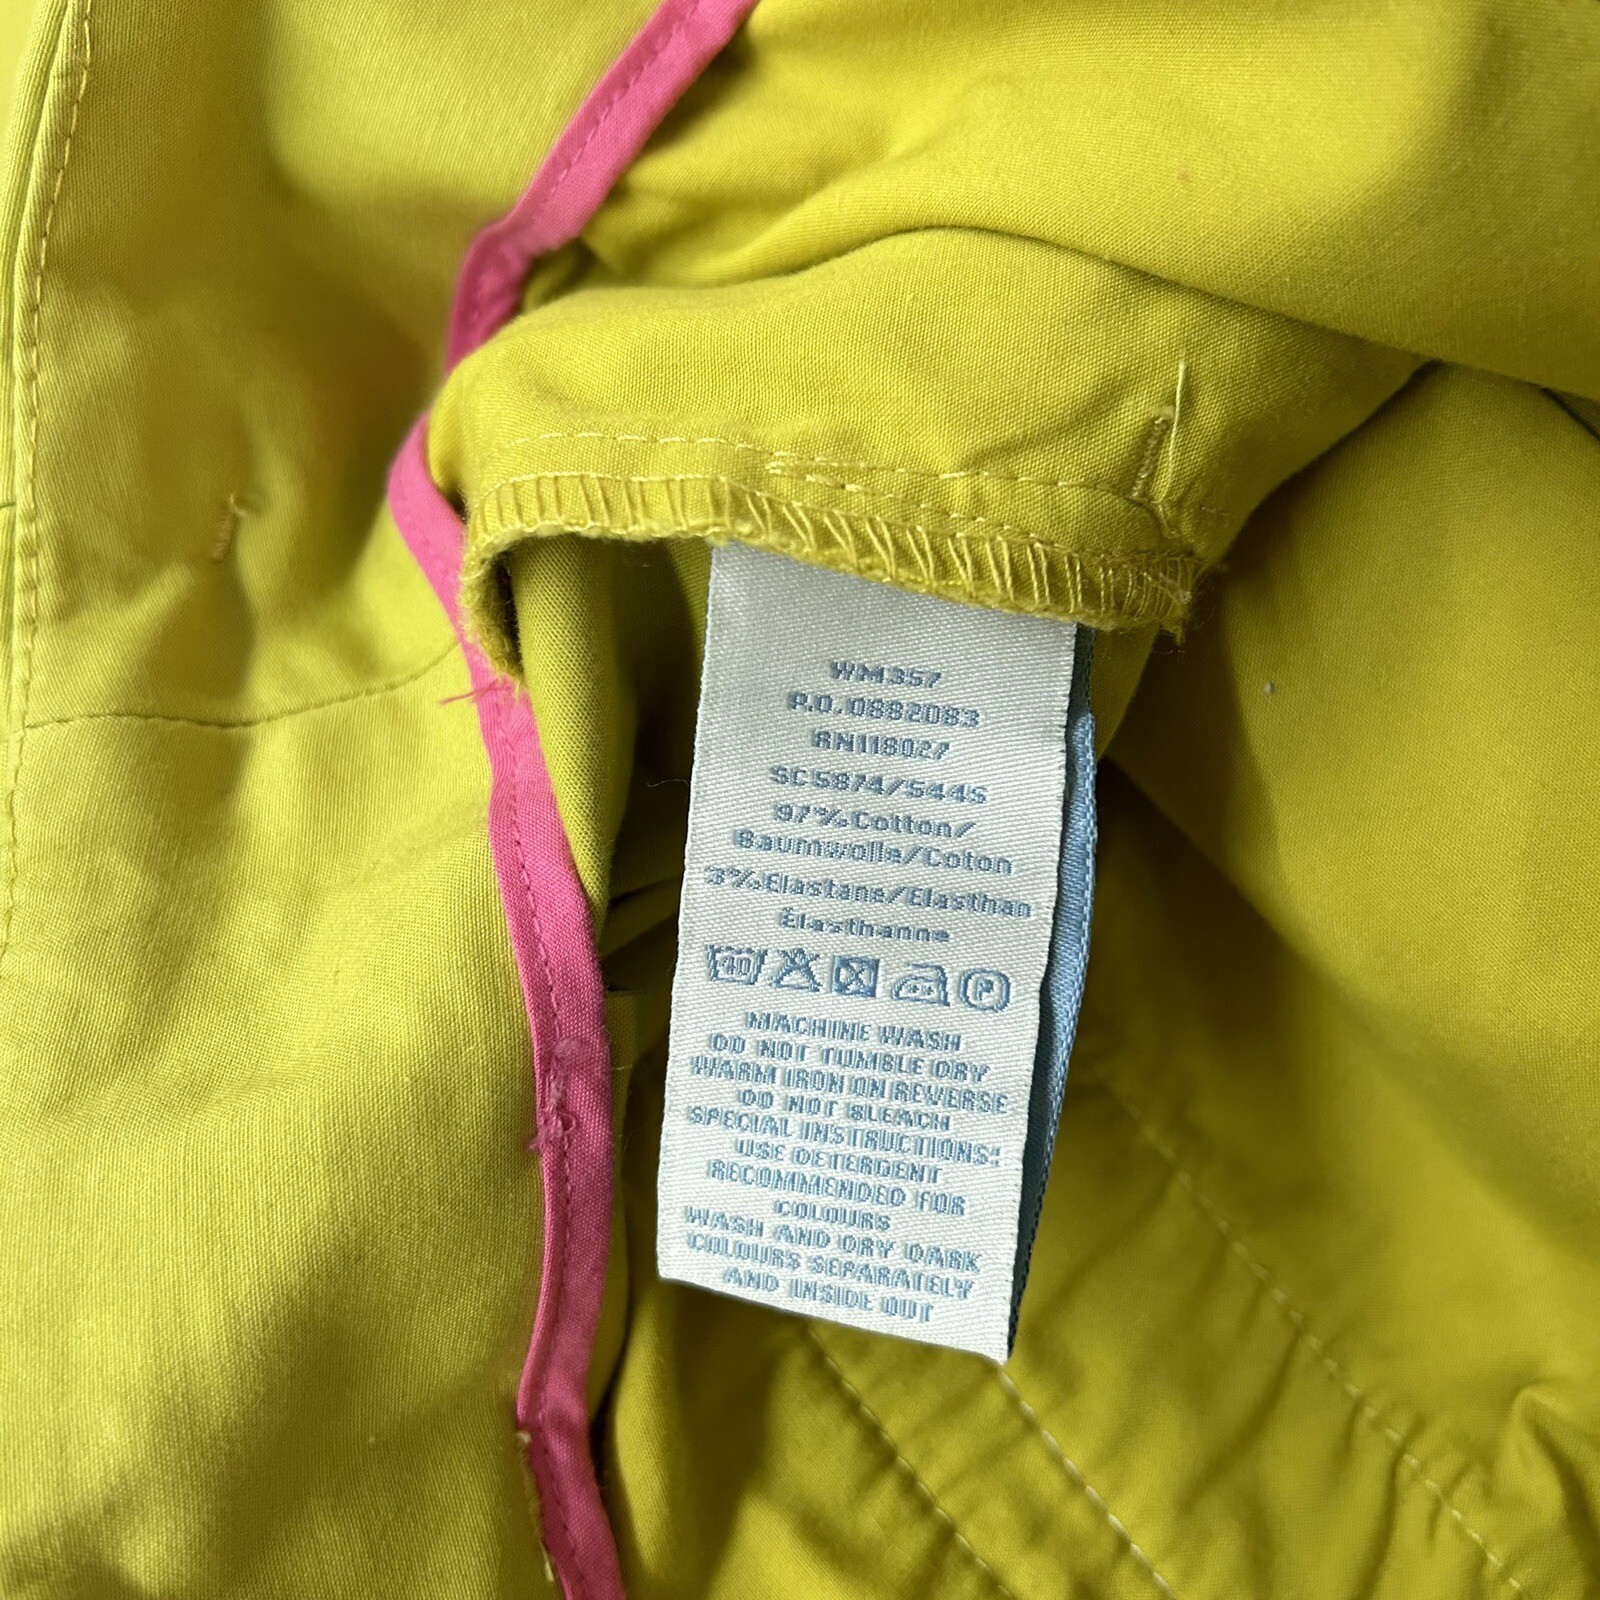 WM357
P.O.0882083
RN118027
SC5874/5445
97%Cotton/
Baumwolle/Coton
3%Elastane/Elasthan
Élasthanne
40
P
MACHINE WASH
DO NOT TUMBLE DRY
WARM IRON ON REVERSE
DO NOT BLEACH
SPECIAL INSTRUCTIONS:
USE DETERGENT
RECOMMENDED FOR
COLOURS
WASH AND DRY DARK
COLOURS SEPARATELY
AND INSIDE OUT